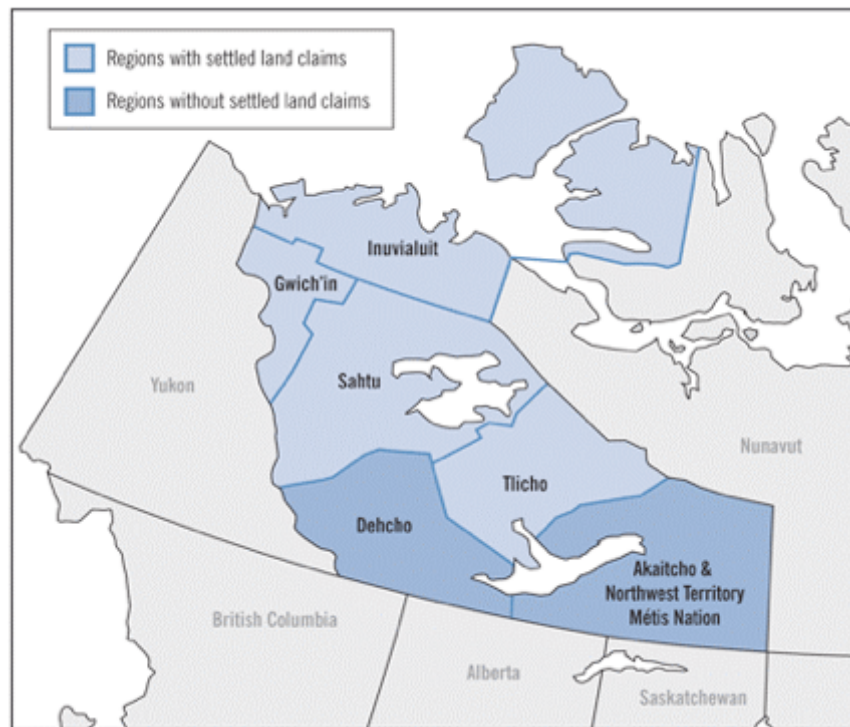 Regions with settled land claims
Regions without settled land claims
Inuvialuit
Gwich'in
Yukon
Sahtu
Nunavut
Tlicho
Dehcho
Akaitcho &
Northwest Territory
Métis Nation
British Columbia
Alberta
Saskatchewan